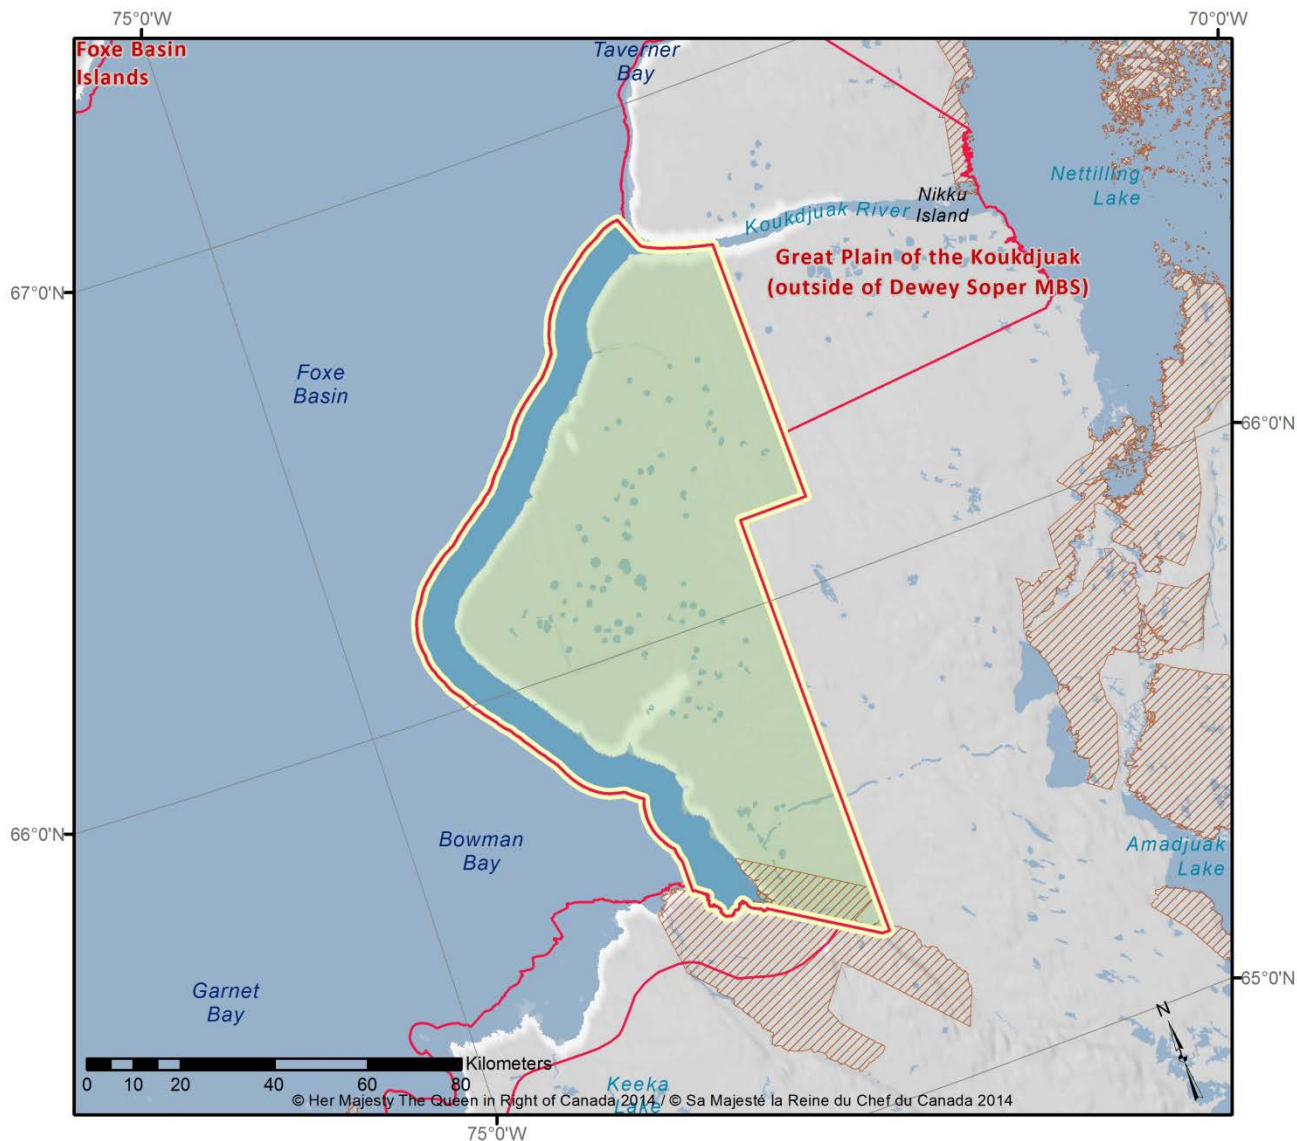 75°0'W
70°0'W
Foxe Basin
Islands
Taverner
Bay
Nettilling
Lake
Nikku
Island
Koukdjuak River
Great Plain of the Koukdjuak
(outside of Dewey Soper MBS)
67°0'N
Foxe
Basin
66°0'N
66°0'N
Bowman
Bay
Amadjuak
Lake
65°0'N
Garnet
Bay
N
Kilometers
0 10 20 40 60 80
Keeka
Lake
© Her Majesty The Queen in Right of Canada 2014 / © Sa Majesté la Reine du Chef du Canada 2014
75°0'W